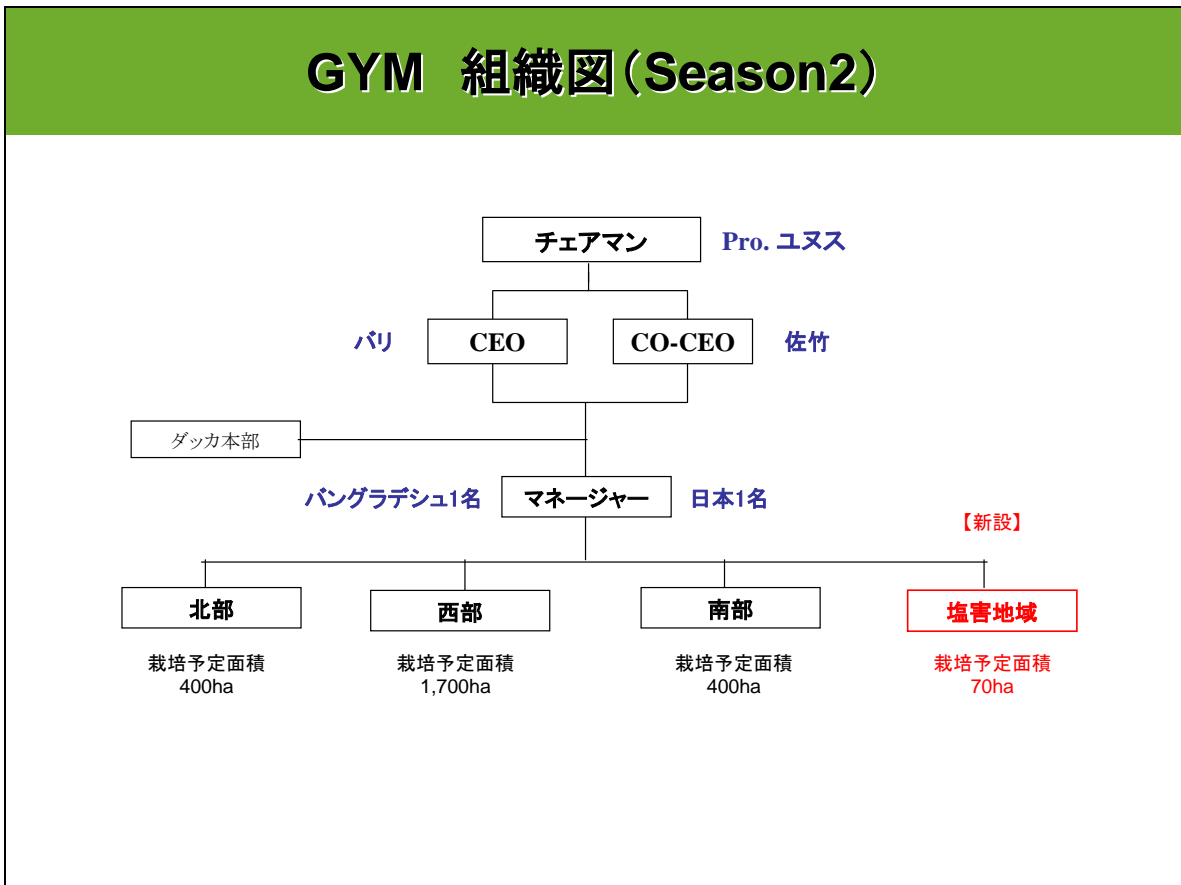 GYM 組織図(Season2)
チェアマン Pro. ユヌス
バリ CEO CO-CEO 佐竹
ダッカ本部
バングラデシュ1名 マネージャー 日本1名
【新設】
北部 西部 南部 塩害地域
栽培予定面積 栽培予定面積 栽培予定面積 栽培予定面積
400ha 1,700ha 400ha 70ha